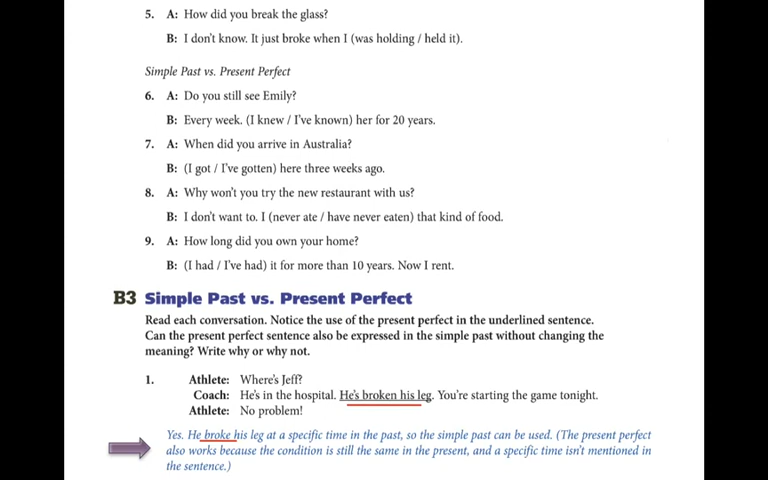 5. A: How did you break the glass?
B: I don't know. It just broke when I (was holding / held it).
Simple Past vs. Present Perfect
6. A: Do you still see Emily?
B: Every week. (I knew / I've known) her for 20 years.
7. A: When did you arrive in Australia?
B: (I got / I've gotten) here three weeks ago.
8. A: Why won't you try the new restaurant with us?
B: I don't want to. I (never ate / have never eaten) that kind of food.
9. A: How long did you own your home?
B: (I had / I've had) it for more than 10 years. Now I rent.
B3 Simple Past vs. Present Perfect
Read each conversation. Notice the use of the present perfect in the underlined sentence.
Can the present perfect sentence also be expressed in the simple past without changing the
meaning? Write why or why not.
1. Athlete: Where's Jeff?
Coach: He's in the hospital. He's broken his leg. You're starting the game tonight.
Athlete: No problem!
Yes. He broke his leg at a specific time in the past, so the simple past can be used. (The present perfect
also works because the condition is still the same in the present, and a specific time isn't mentioned in
the sentence.)